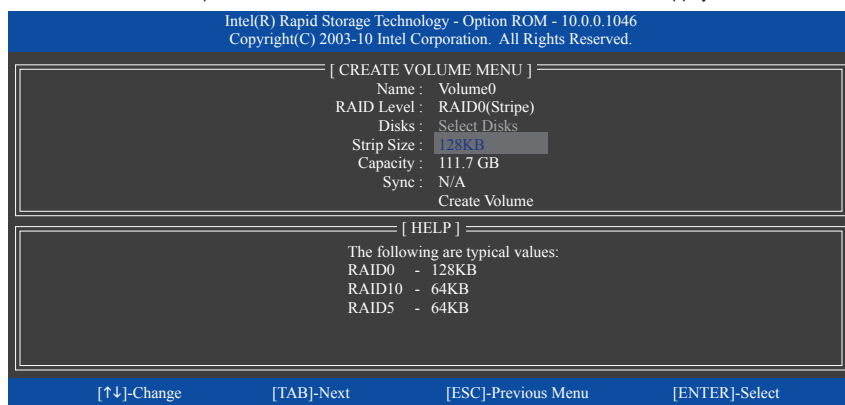 Intel(R) Rapid Storage Technology - Option ROM - 10.0.0.1046
Copyright(C) 2003-10 Intel Corporation. All Rights Reserved.
[ CREATE VOLUME MENU ]
Name : Volume0
RAID Level : RAID0(Stripe)
Disks : Select Disks
Strip Size : 128KB
Capacity : 111.7 GB
Sync : N/A
Create Volume
[ HELP ]
The following are typical values:
RAID0 - 128KB
RAID10 - 64KB
RAID5 - 64KB
[↑↓]-Change [TAB]-Next [ESC]-Previous Menu [ENTER]-Select